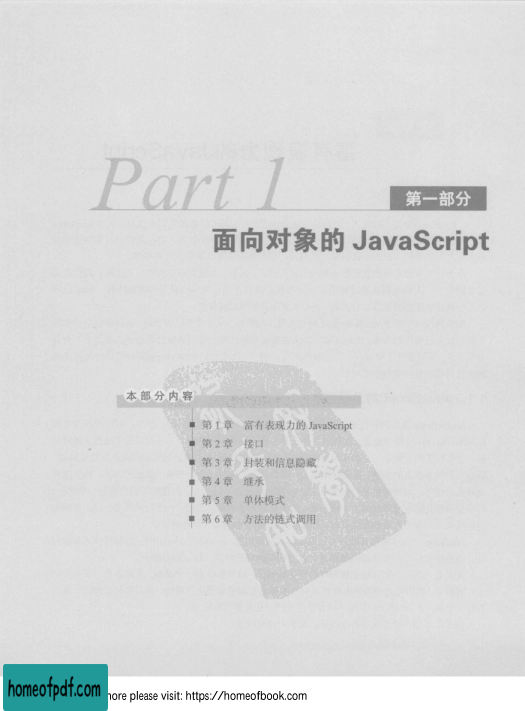 Part 1
第一部分
面向对象的 JavaScript
本部分内容
第 1 章 富有表现力的 JavaScript
第 2 章 接口
第 3 章 封装和信息隐藏
第 4 章 继承
第 5 章 单体模式
第 6 章 方法的链式调用
homeofpdf.com
more please visit: https://homeofbook.com